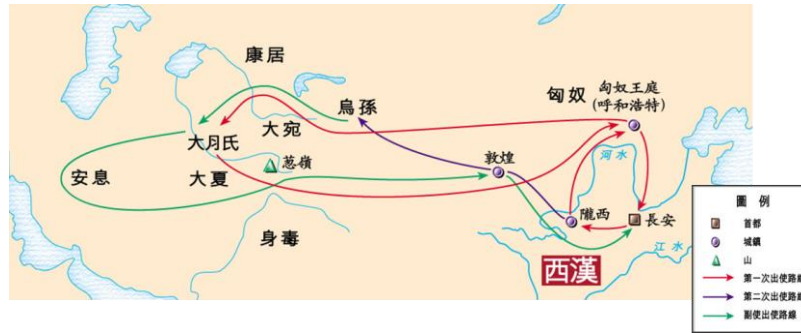 康居
匈奴
匈奴王庭
(呼和浩特)
烏孫
大宛
大月氏
河水
敦煌
葱嶺
安息
大夏
隴西
長安
身毒
江水
西漢
圖例
首都
城鎮
山
第一次出使路線
第二次出使路線
副使出使路線